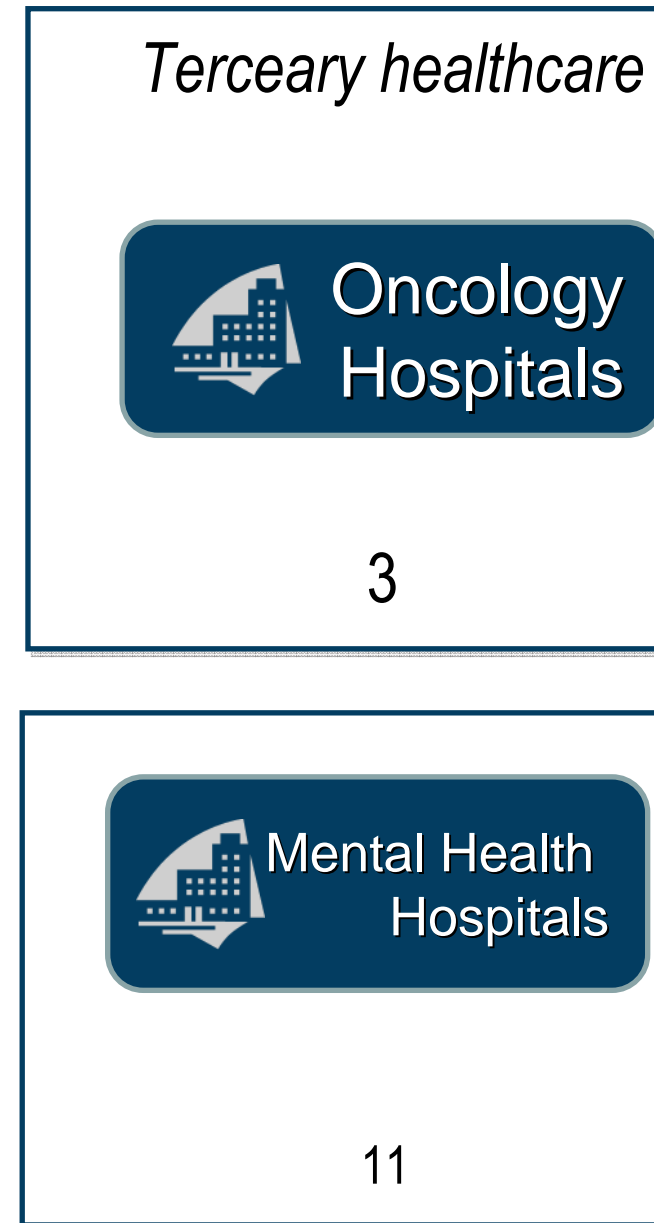 Terceary healthcare
Oncology
Hospitals
3
Mental Health
Hospitals
11